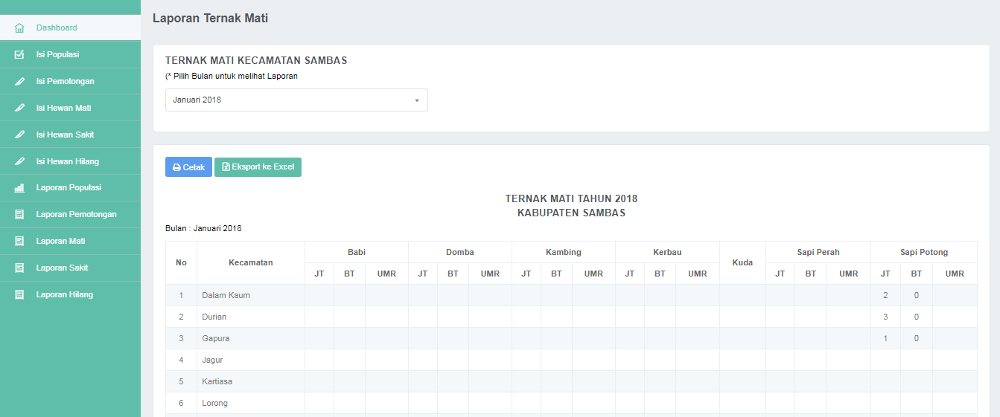 Dashboard
Isi Populasi
Isi Pemotongan
Isi Hewan Mati
Isi Hewan Sakit
Isi Hewan Hilang
Laporan Populasi
Laporan Pemotongan
Laporan Mati
Laporan Sakit
Laporan Hilang
Laporan Ternak Mati
TERNAK MATI KECAMATAN SAMBAS
(* Pilih Bulan untuk melihat Laporan
Januari 2018
Cetak Eksport ke Excel
TERNAK MATI TAHUN 2018
KABUPATEN SAMBAS
Bulan : Januari 2018
No Kecamatan Babi Domba Kambing Kerbau Kuda Sapi Perah Sapi Potong
JT BT UMR JT BT UMR JT BT UMR JT BT UMR JT BT UMR JT BT UMR
1 Dalam Kaum 2 0
2 Durian 3 0
3 Gapura 1 0
4 Jagur
5 Kartiasa
6 Lorong